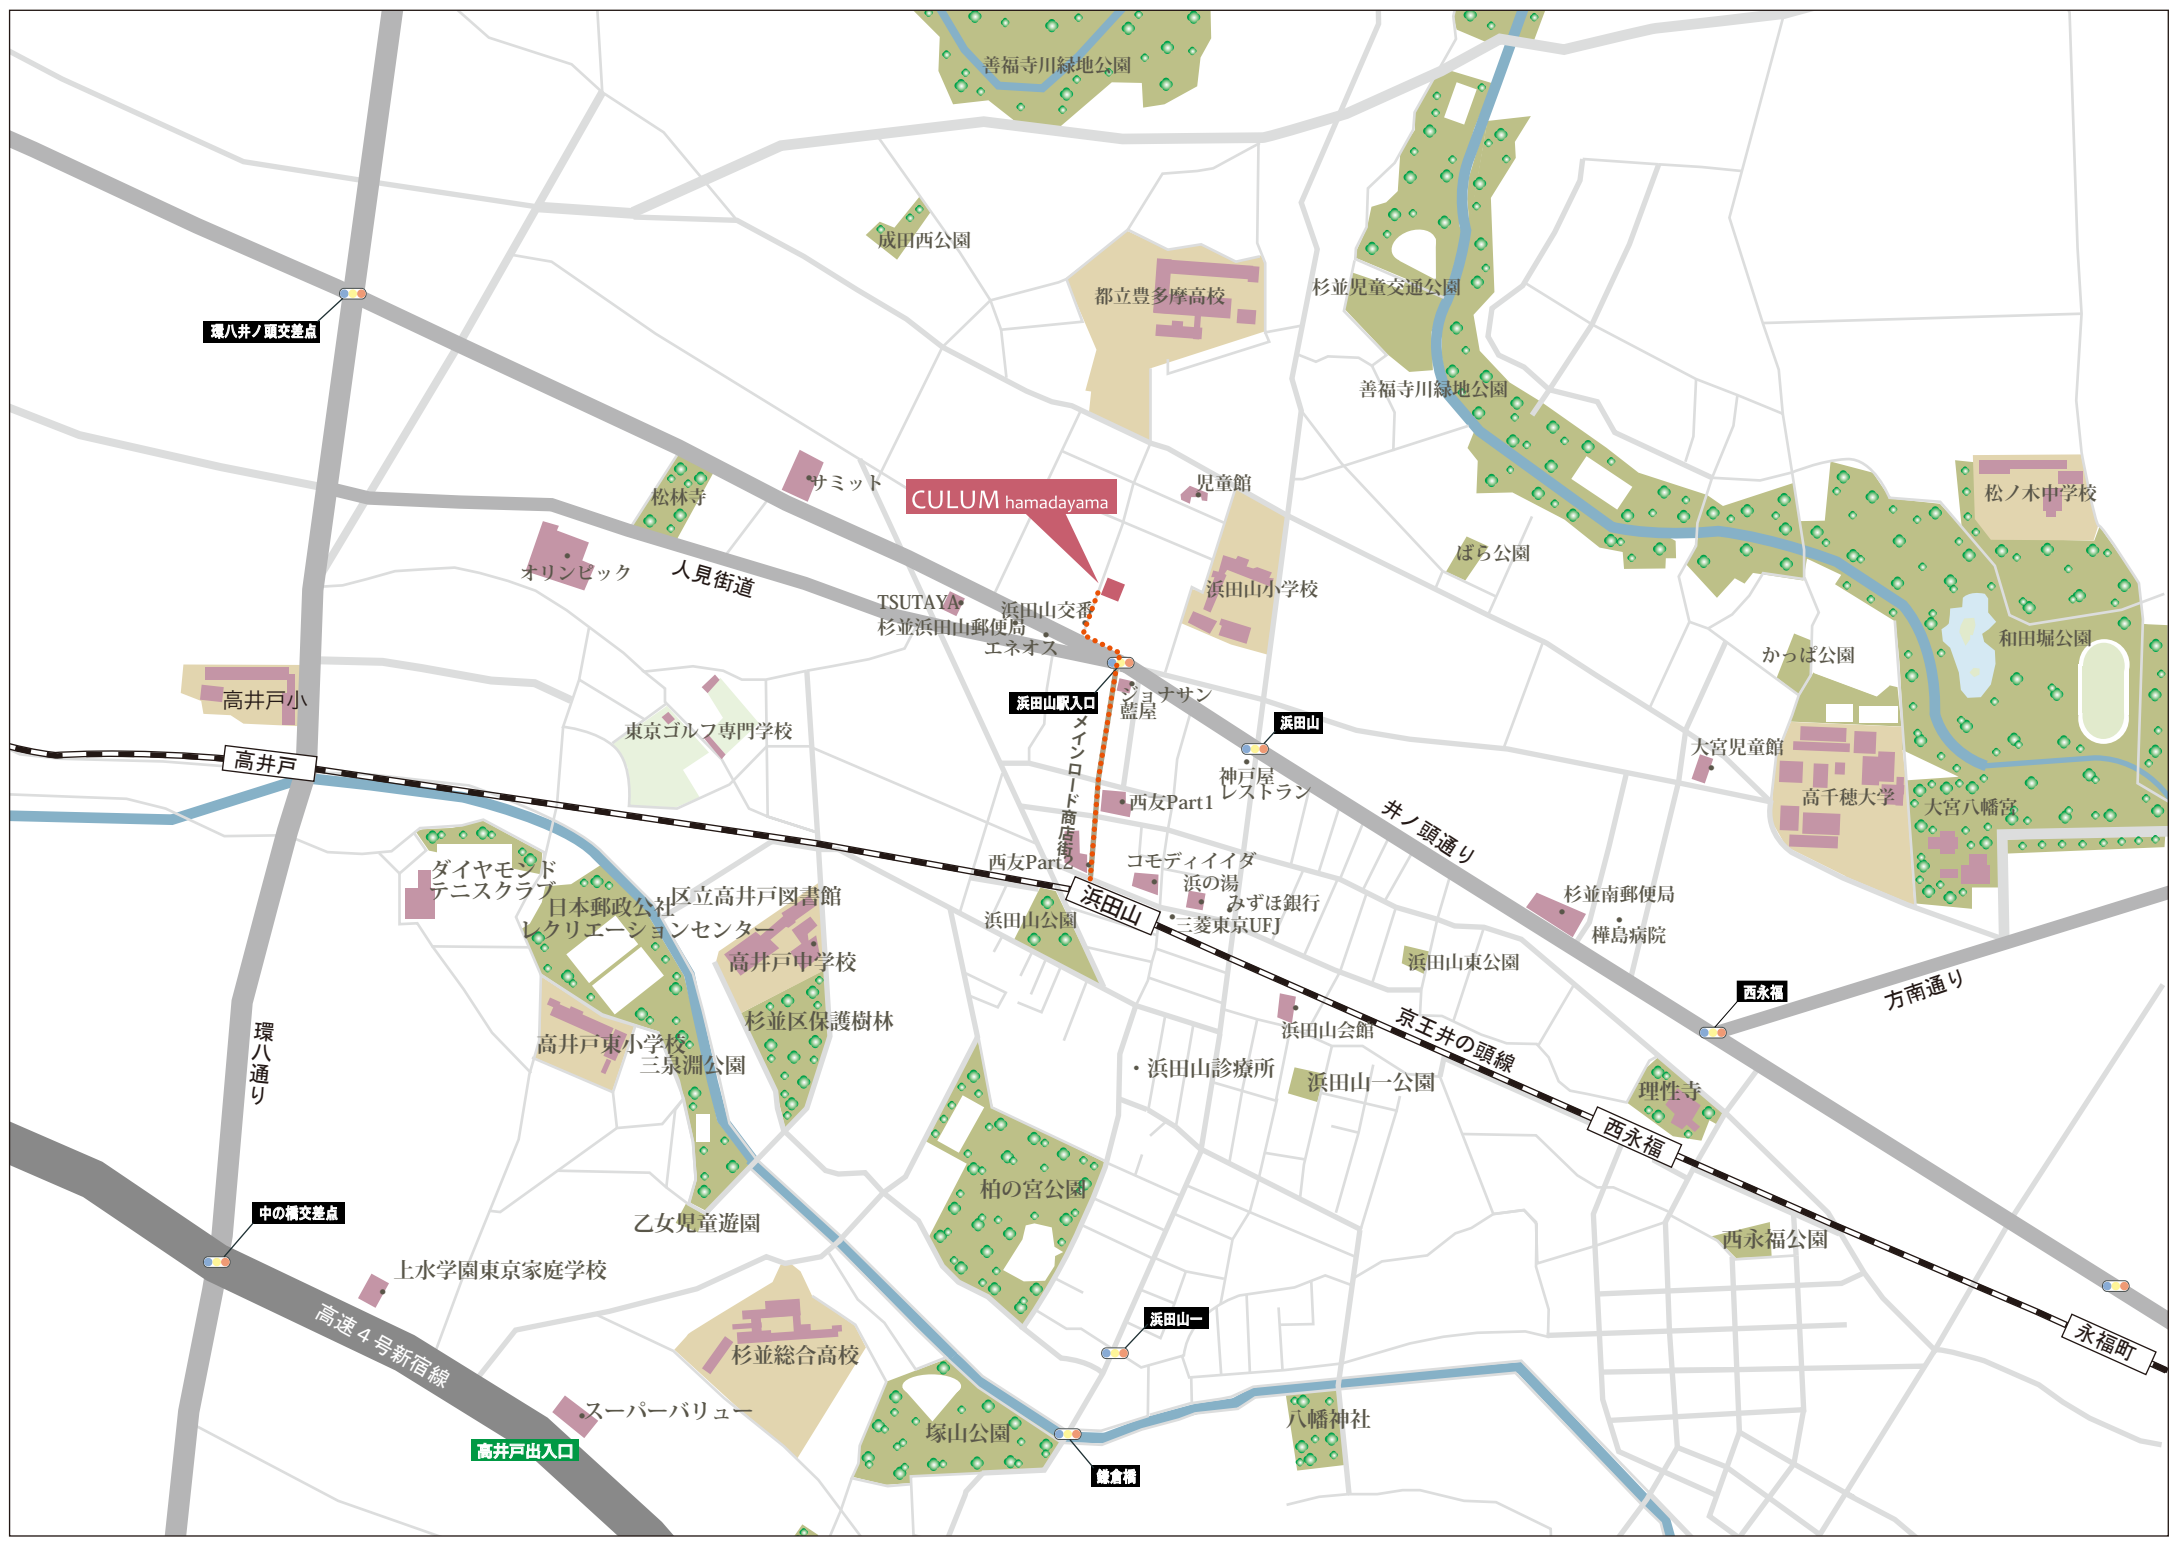 善福寺川緑地公園
成田西公園
都立豊多摩高校
杉並児童交通公園
環八井ノ頭交差点
善福寺川緑地公園
サミット
松林寺
児童館
CULUM hamadayama
松ノ木中学校
ばら公園
オリンピック
人見街道
浜田山小学校
TSUTAYA
浜田山交番
杉並浜田山郵便局
エネオス
和田堀公園
かっぱ公園
高井戸小
浜田山駅入口
ジョナサン
藍屋
浜田山
東京ゴルフ専門学校
メインロード商店街
大宮児童館
高井戸
神戸屋
レストラン
西友Part1
井ノ頭通り
高千穂大学
大宮八幡宮
西友Part2
コモディイイダ
浜の湯
みずほ銀行
三菱東京UFJ
ダイヤモンド
テニスクラブ
日本郵政公社
レクリエーションセンター
区立高井戸図書館
浜田山公園
浜田山
杉並南郵便局
樺島病院
高井戸中学校
浜田山東公園
西永福
方南通り
杉並区保護樹林
環八通り
高井戸東小学校
三泉淵公園
浜田山会館
京王井の頭線
・浜田山診療所
浜田山一公園
理性寺
西永福
柏の宮公園
中の橋交差点
乙女児童遊園
西永福公園
上水学園東京家庭学校
高速4号新宿線
浜田山一
永福町
杉並総合高校
スーパーバリュー
高井戸出入口
塚山公園
八幡神社
鎌倉橋